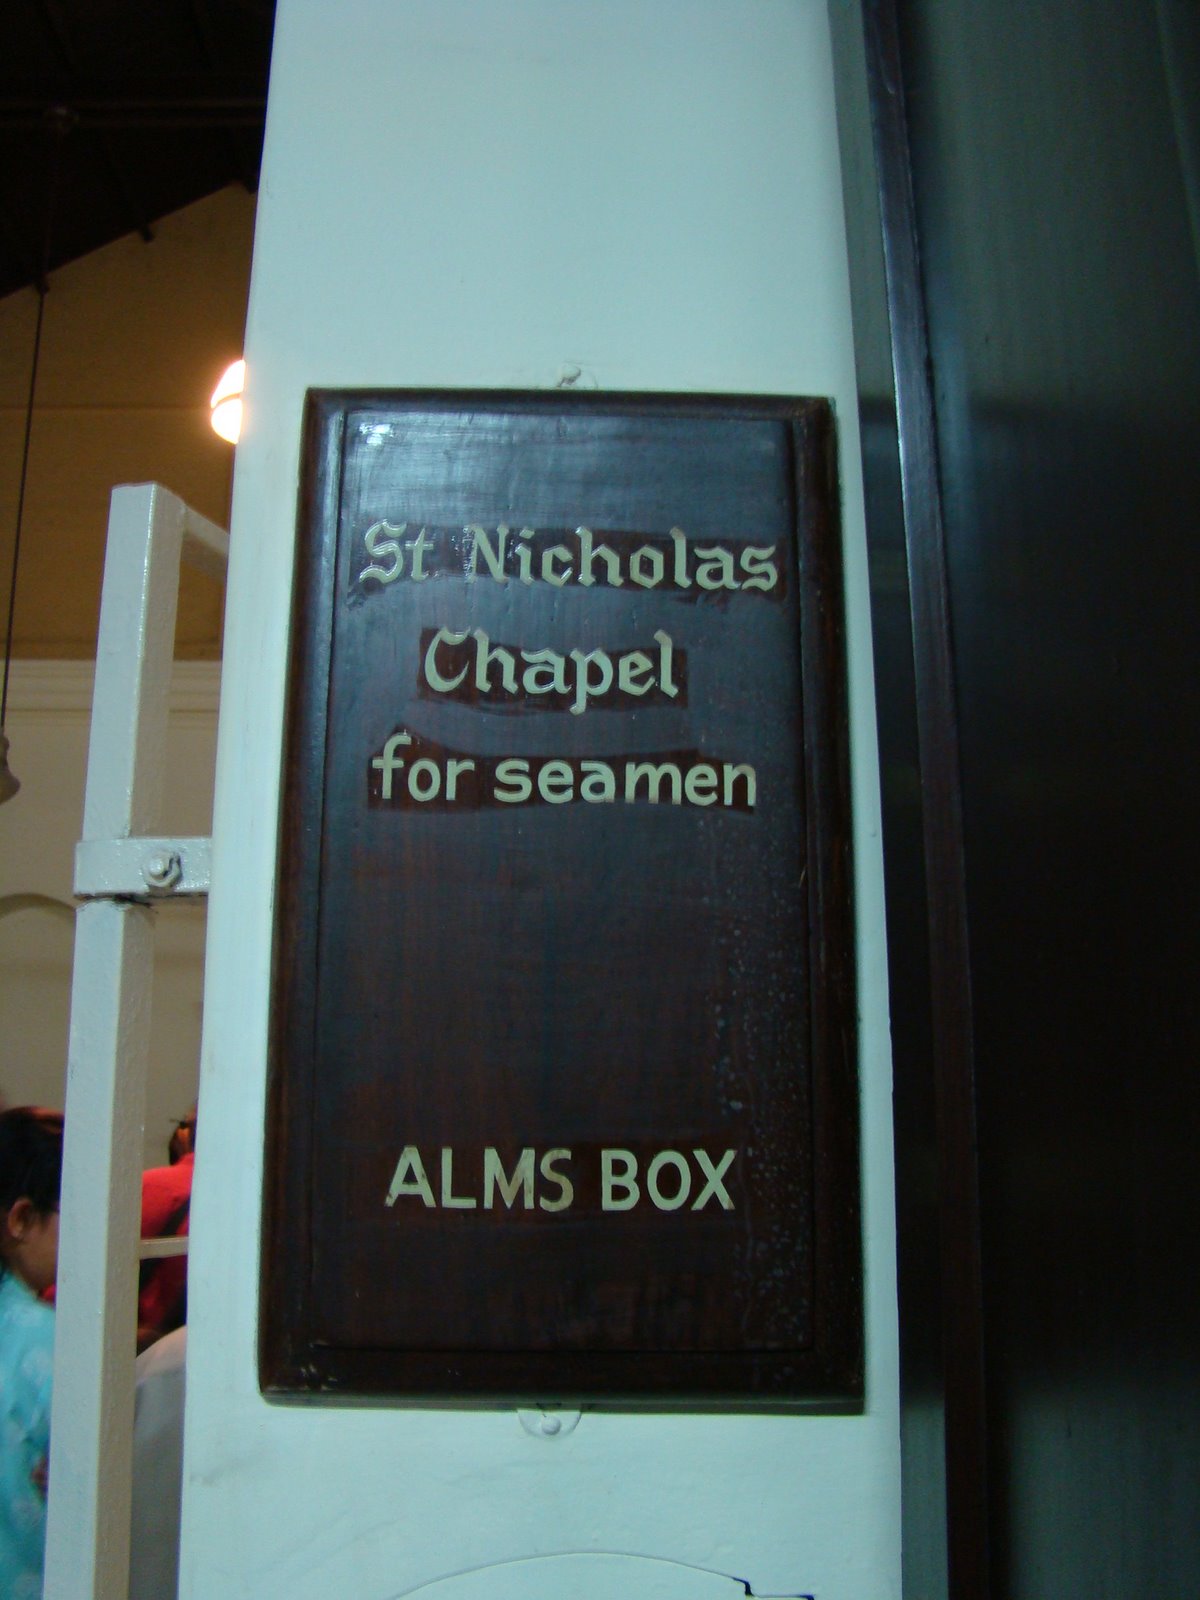 St Nicholas
Chapel
for seamen
ALMS BOX